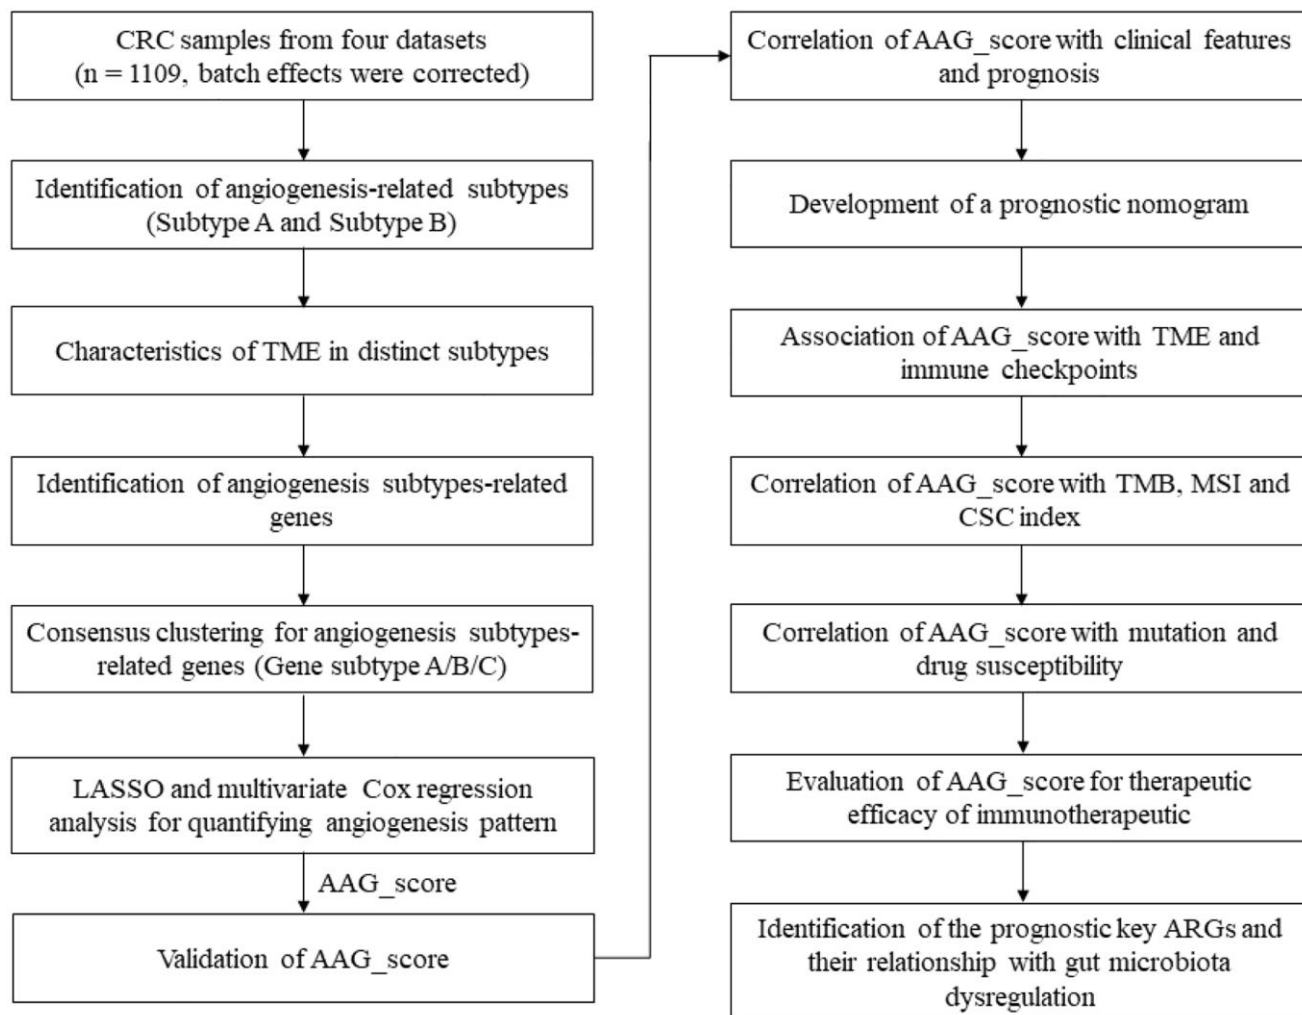 CRC samples from four datasets
(n = 1109, batch effects were corrected)
Identification of angiogenesis-related subtypes
(Subtype A and Subtype B)
Characteristics of TME in distinct subtypes
Identification of angiogenesis subtypes-related
genes
Consensus clustering for angiogenesis subtypes-
related genes (Gene subtype A/B/C)
LASSO and multivariate Cox regression
analysis for quantifying angiogenesis pattern
AAG_score
Validation of AAG_score
Correlation of AAG_score with clinical features
and prognosis
Development of a prognostic nomogram
Association of AAG_score with TME and
immune checkpoints
Correlation of AAG_score with TMB, MSI and
CSC index
Correlation of AAG_score with mutation and
drug susceptibility
Evaluation of AAG_score for therapeutic
efficacy of immunotherapeutic
Identification of the prognostic key ARGs and
their relationship with gut microbiota
dysregulation